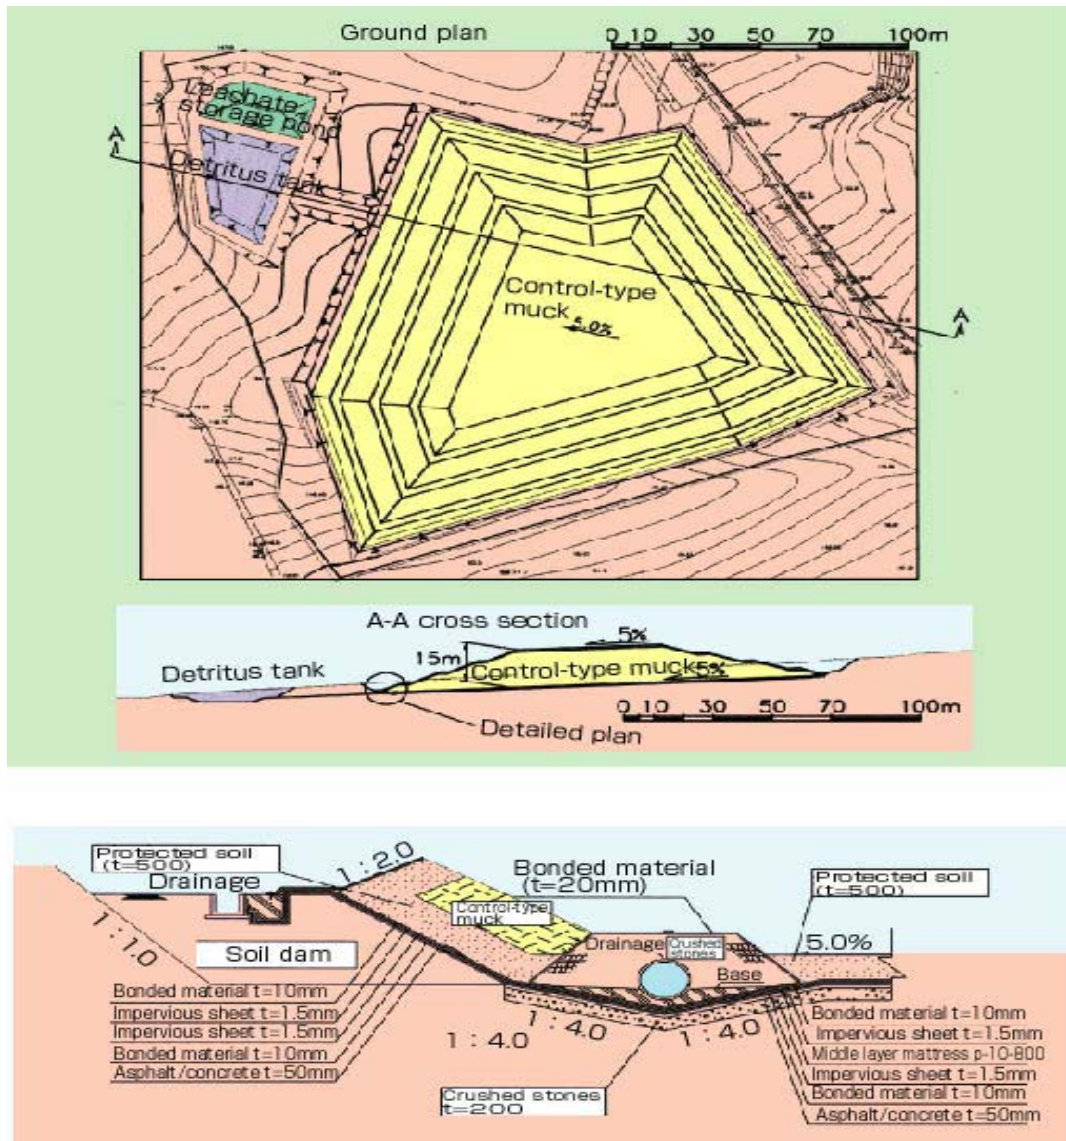 Ground plan
0 10 30 50 70 100m
Leachate
storage pond
A
Detritus tank
Control-type
muck
5.0%
A
A-A cross section
5%
15m
Control-type muck
5%
Detritus tank
0 10 30 50 70 100m
Detailed plan
Protected soil
(t=500)
1:2.0
Bonded material
(t=20mm)
Protected soil
(t=500)
Drainage
Control-type
muck
Drainage
Crushed
stones
5.0%
1:1.0
Soil dam
Base
Bonded material t=10mm
Impervious sheet t=1.5mm
Impervious sheet t=1.5mm
Bonded material t=10mm
Asphalt/concrete t=50mm
1:4.0
1:4.0
1:4.0
Bonded material t=10mm
Impervious sheet t=1.5mm
Middle layer mattress p-10-800
Impervious sheet t=1.5mm
Bonded material t=10mm
Asphalt/concrete t=50mm
Crushed stones
t=200